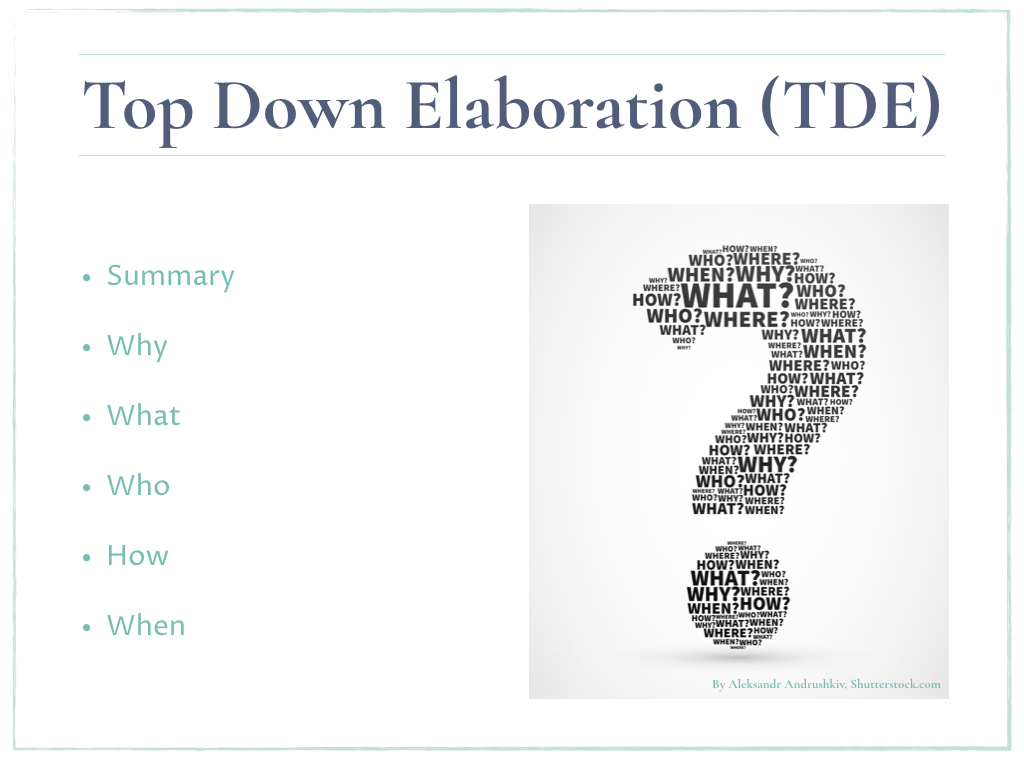 Top Down Elaboration (TDE)
• Summary
• Why
• What
• Who
• How
• When
WHAT? HOW? WHEN?
WHO? WHERE? WHO?
WHY? WHEN? WHY? WHAT?
WHERE? HOW?
HOW? WHAT? WHO?
WHERE?
WHO? WHERE? WHO? WHY? HOW?
HOW? WHERE?
WHAT? WHY? WHAT?
WHO? WHERE?
WHY? WHAT? WHEN?
WHERE? WHO?
HOW? WHAT?
WHO? WHERE?
WHY? WHAT? HOW?
HOW? WHO? WHEN?
WHAT? WHERE?
WHY? WHEN? WHAT?
WHERE?
WHO? WHY? HOW?
HOW? WHERE?
WHAT? WHY?
WHEN?
WHO? WHAT?
WHERE? WHAT? HOW?
WHO? WHY? WHERE?
WHAT? WHEN?
WHERE?
WHO? WHAT?
WHERE? WHY?
HOW? WHEN?
WHAT? WHO?
WHEN?
WHY? WHERE?
WHEN? HOW?
HOW? WHERE? WHO? WHAT?
WHY? WHAT? WHEN?
WHERE? HOW?
WHAT?
WHEN? WHO?
WHERE?
By Aleksandr Andrushkiv, Shutterstock.com